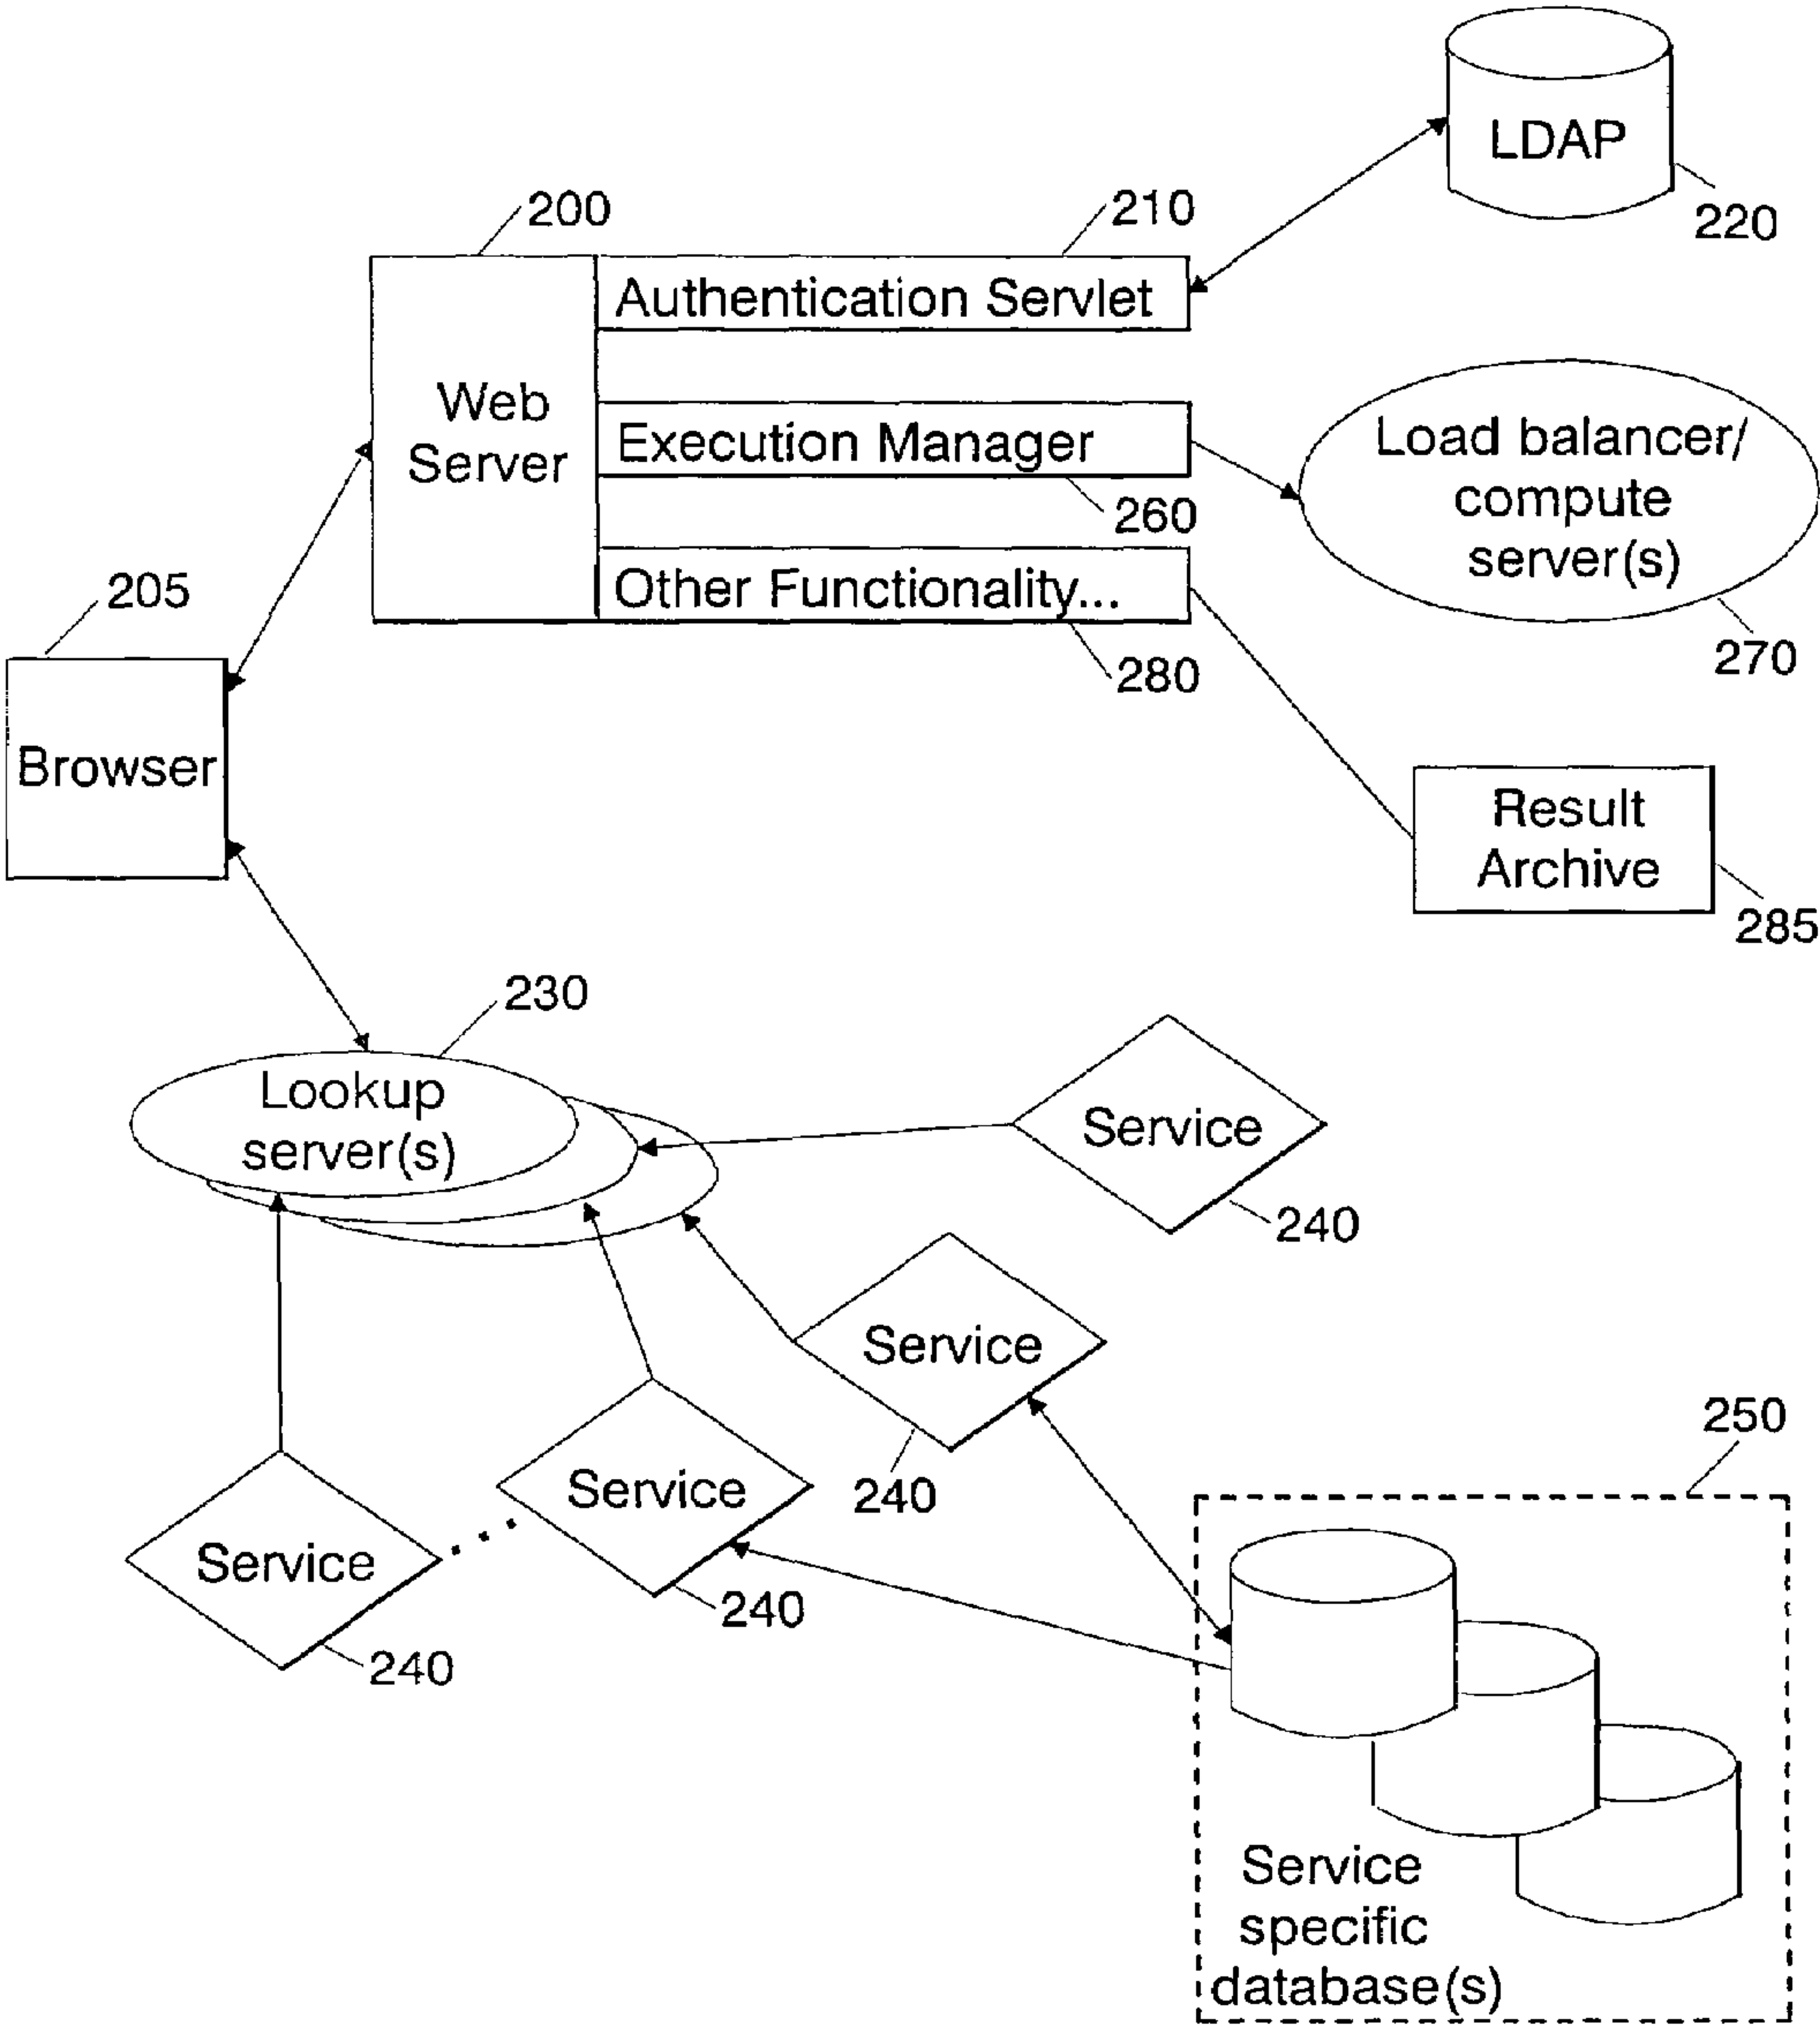 LDAP
220
200
210
Authentication Servlet
Web
Server
Execution Manager
260
Load balancer/
compute
server(s)
270
Other Functionality...
280
205
Browser
Result
Archive
285
230
Lookup
server(s)
Service
240
Service
240
Service
240
Service
240
250
Service
specific
database(s)